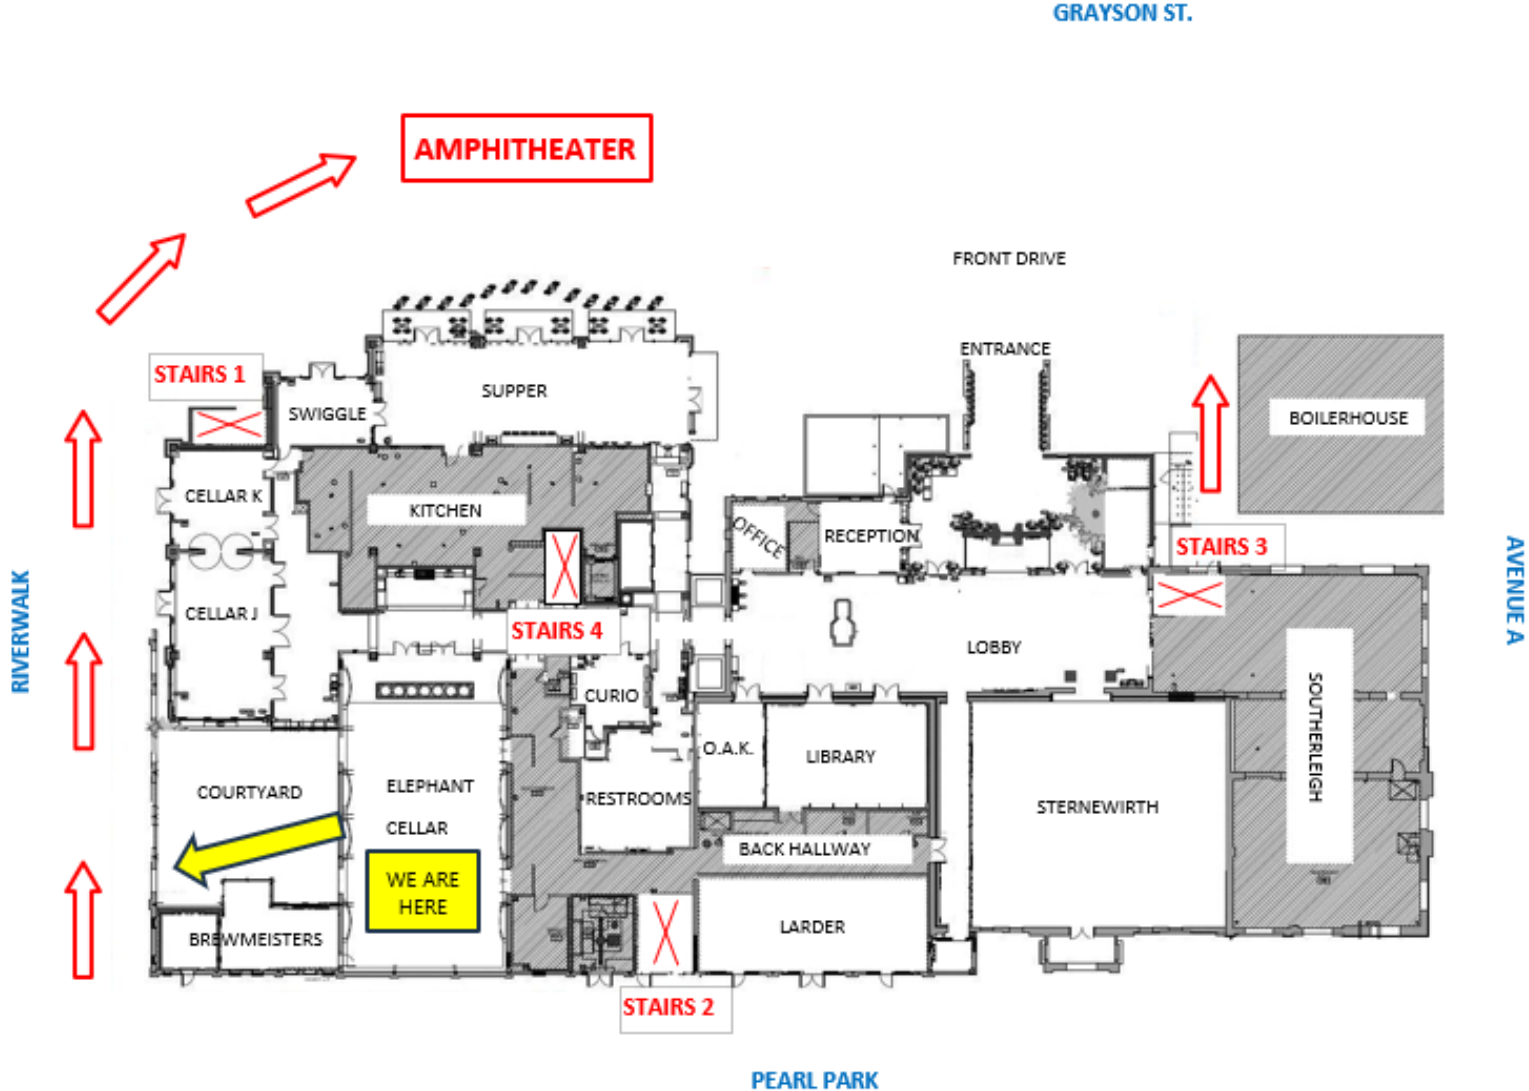 GRAYSON ST.
AMPHITHEATER
FRONT DRIVE
ENTRANCE
STAIRS 1
SUPPER
SWIGGLE
BOILERHOUSE
CELLAR K
KITCHEN
OFFICE
RECEPTION
STAIRS 3
AVENUE A
RIVERWALK
CELLAR J
STAIRS 4
LOBBY
CURIO
SOUTHERLEIGH
O.A.K.
LIBRARY
COURTYARD
ELEPHANT
CELLAR
RESTROOMS
STERNEWIRTH
BACK HALLWAY
WE ARE
HERE
BREWMEISTERS
LARDER
STAIRS 2
PEARL PARK